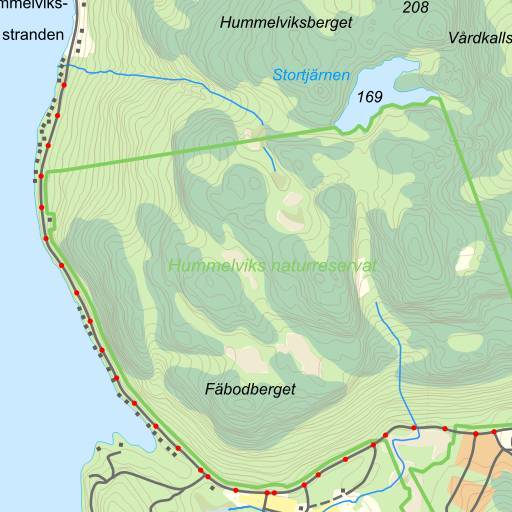 mmelviks-
stranden
Hummelviksberget
208
Vårdkalls
Stortjärnen
169
Hummelviks naturreservat
Fäbodberget